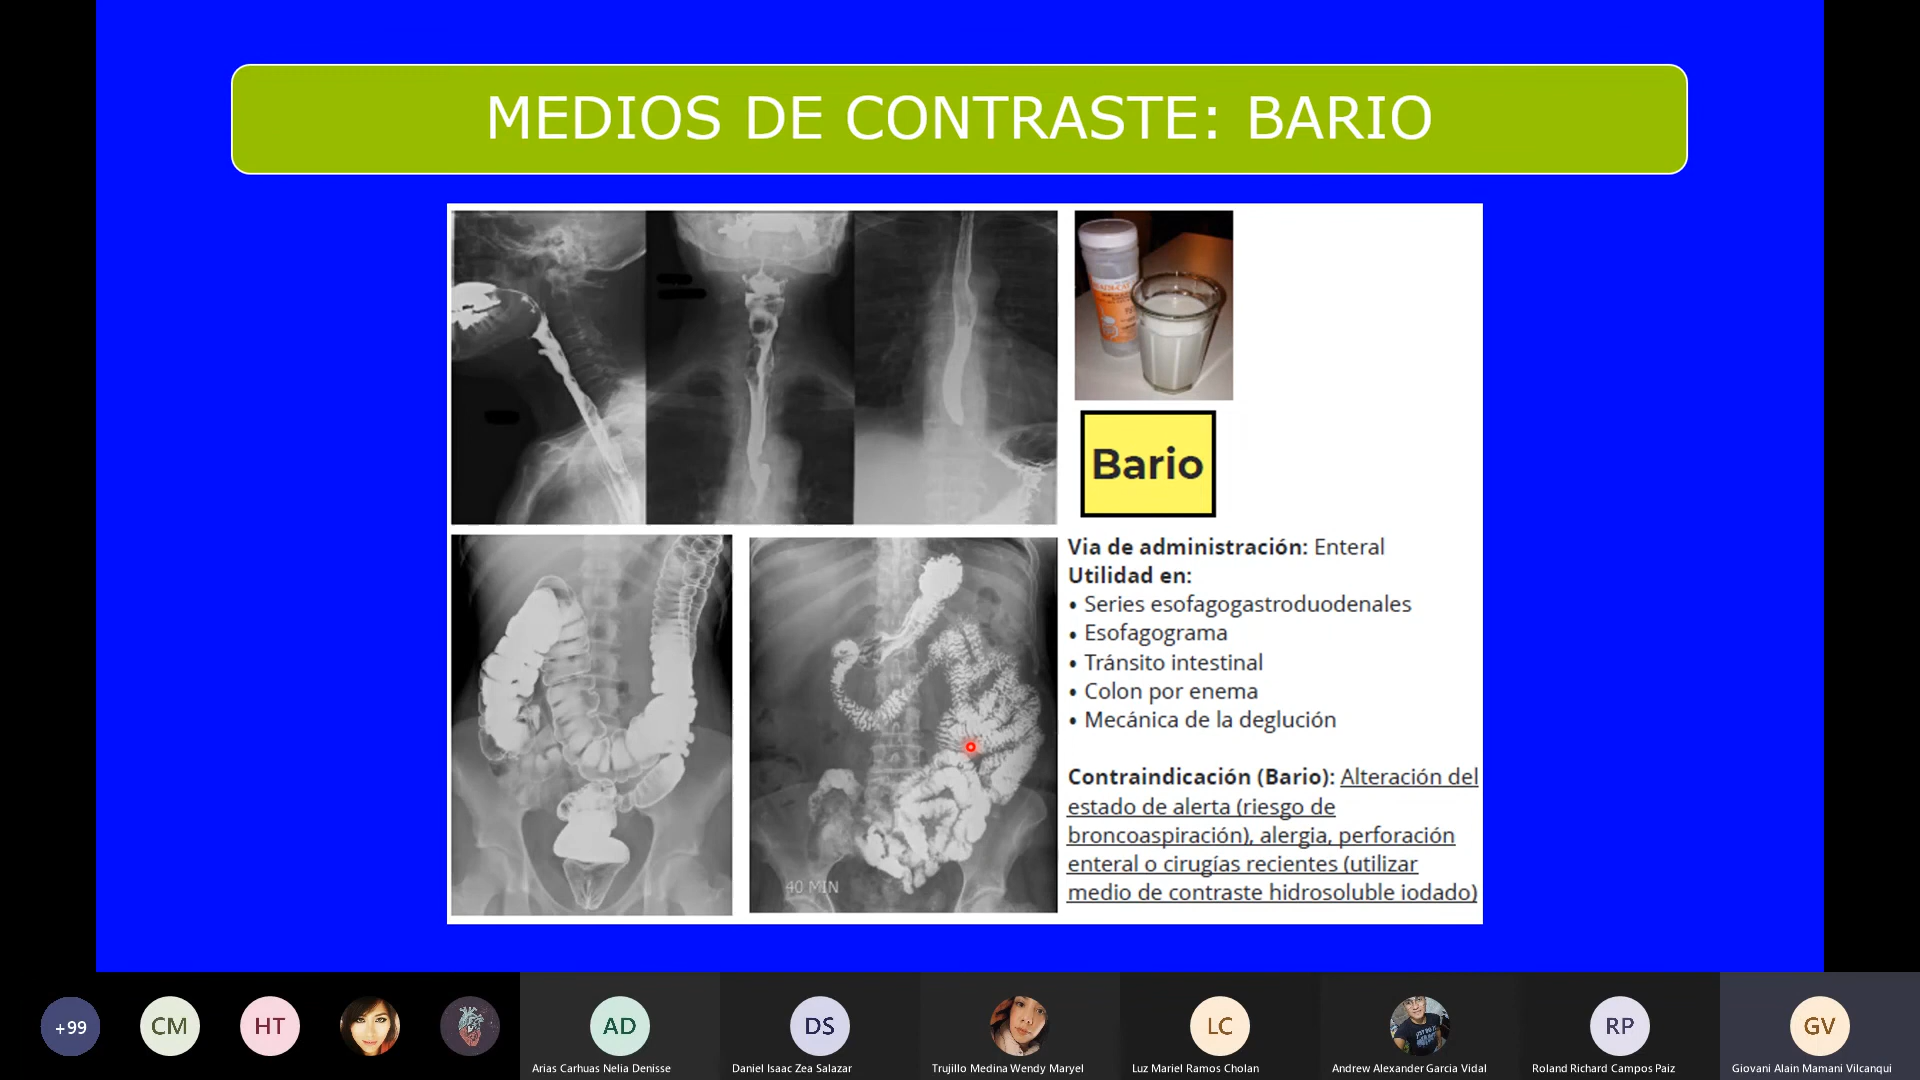 MEDIOS DE CONTRASTE: BARIO
Bario
Via de administración: Enteral
Utilidad en:
• Series esofagogastroduodenales
• Esofagograma
• Tránsito intestinal
• Colon por enema
• Mecánica de la deglución
Contraindicación (Bario): Alteración del
estado de alerta (riesgo de
broncoaspiración), alergia, perforación
enteral o cirugías recientes (utilizar
medio de contraste hidrosoluble iodado)
40 MIN
+99
CM
HT
AD
DS
LC
RP
GV
Arias Carhuas Nelia Denisse
Daniel Isaac Zea Salazar
Trujillo Medina Wendy Maryel
Luz Mariel Ramos Cholan
Andrew Alexander Garcia Vidal
Roland Richard Campos Paiz
Giovani Alain Mamani Vilcanqui